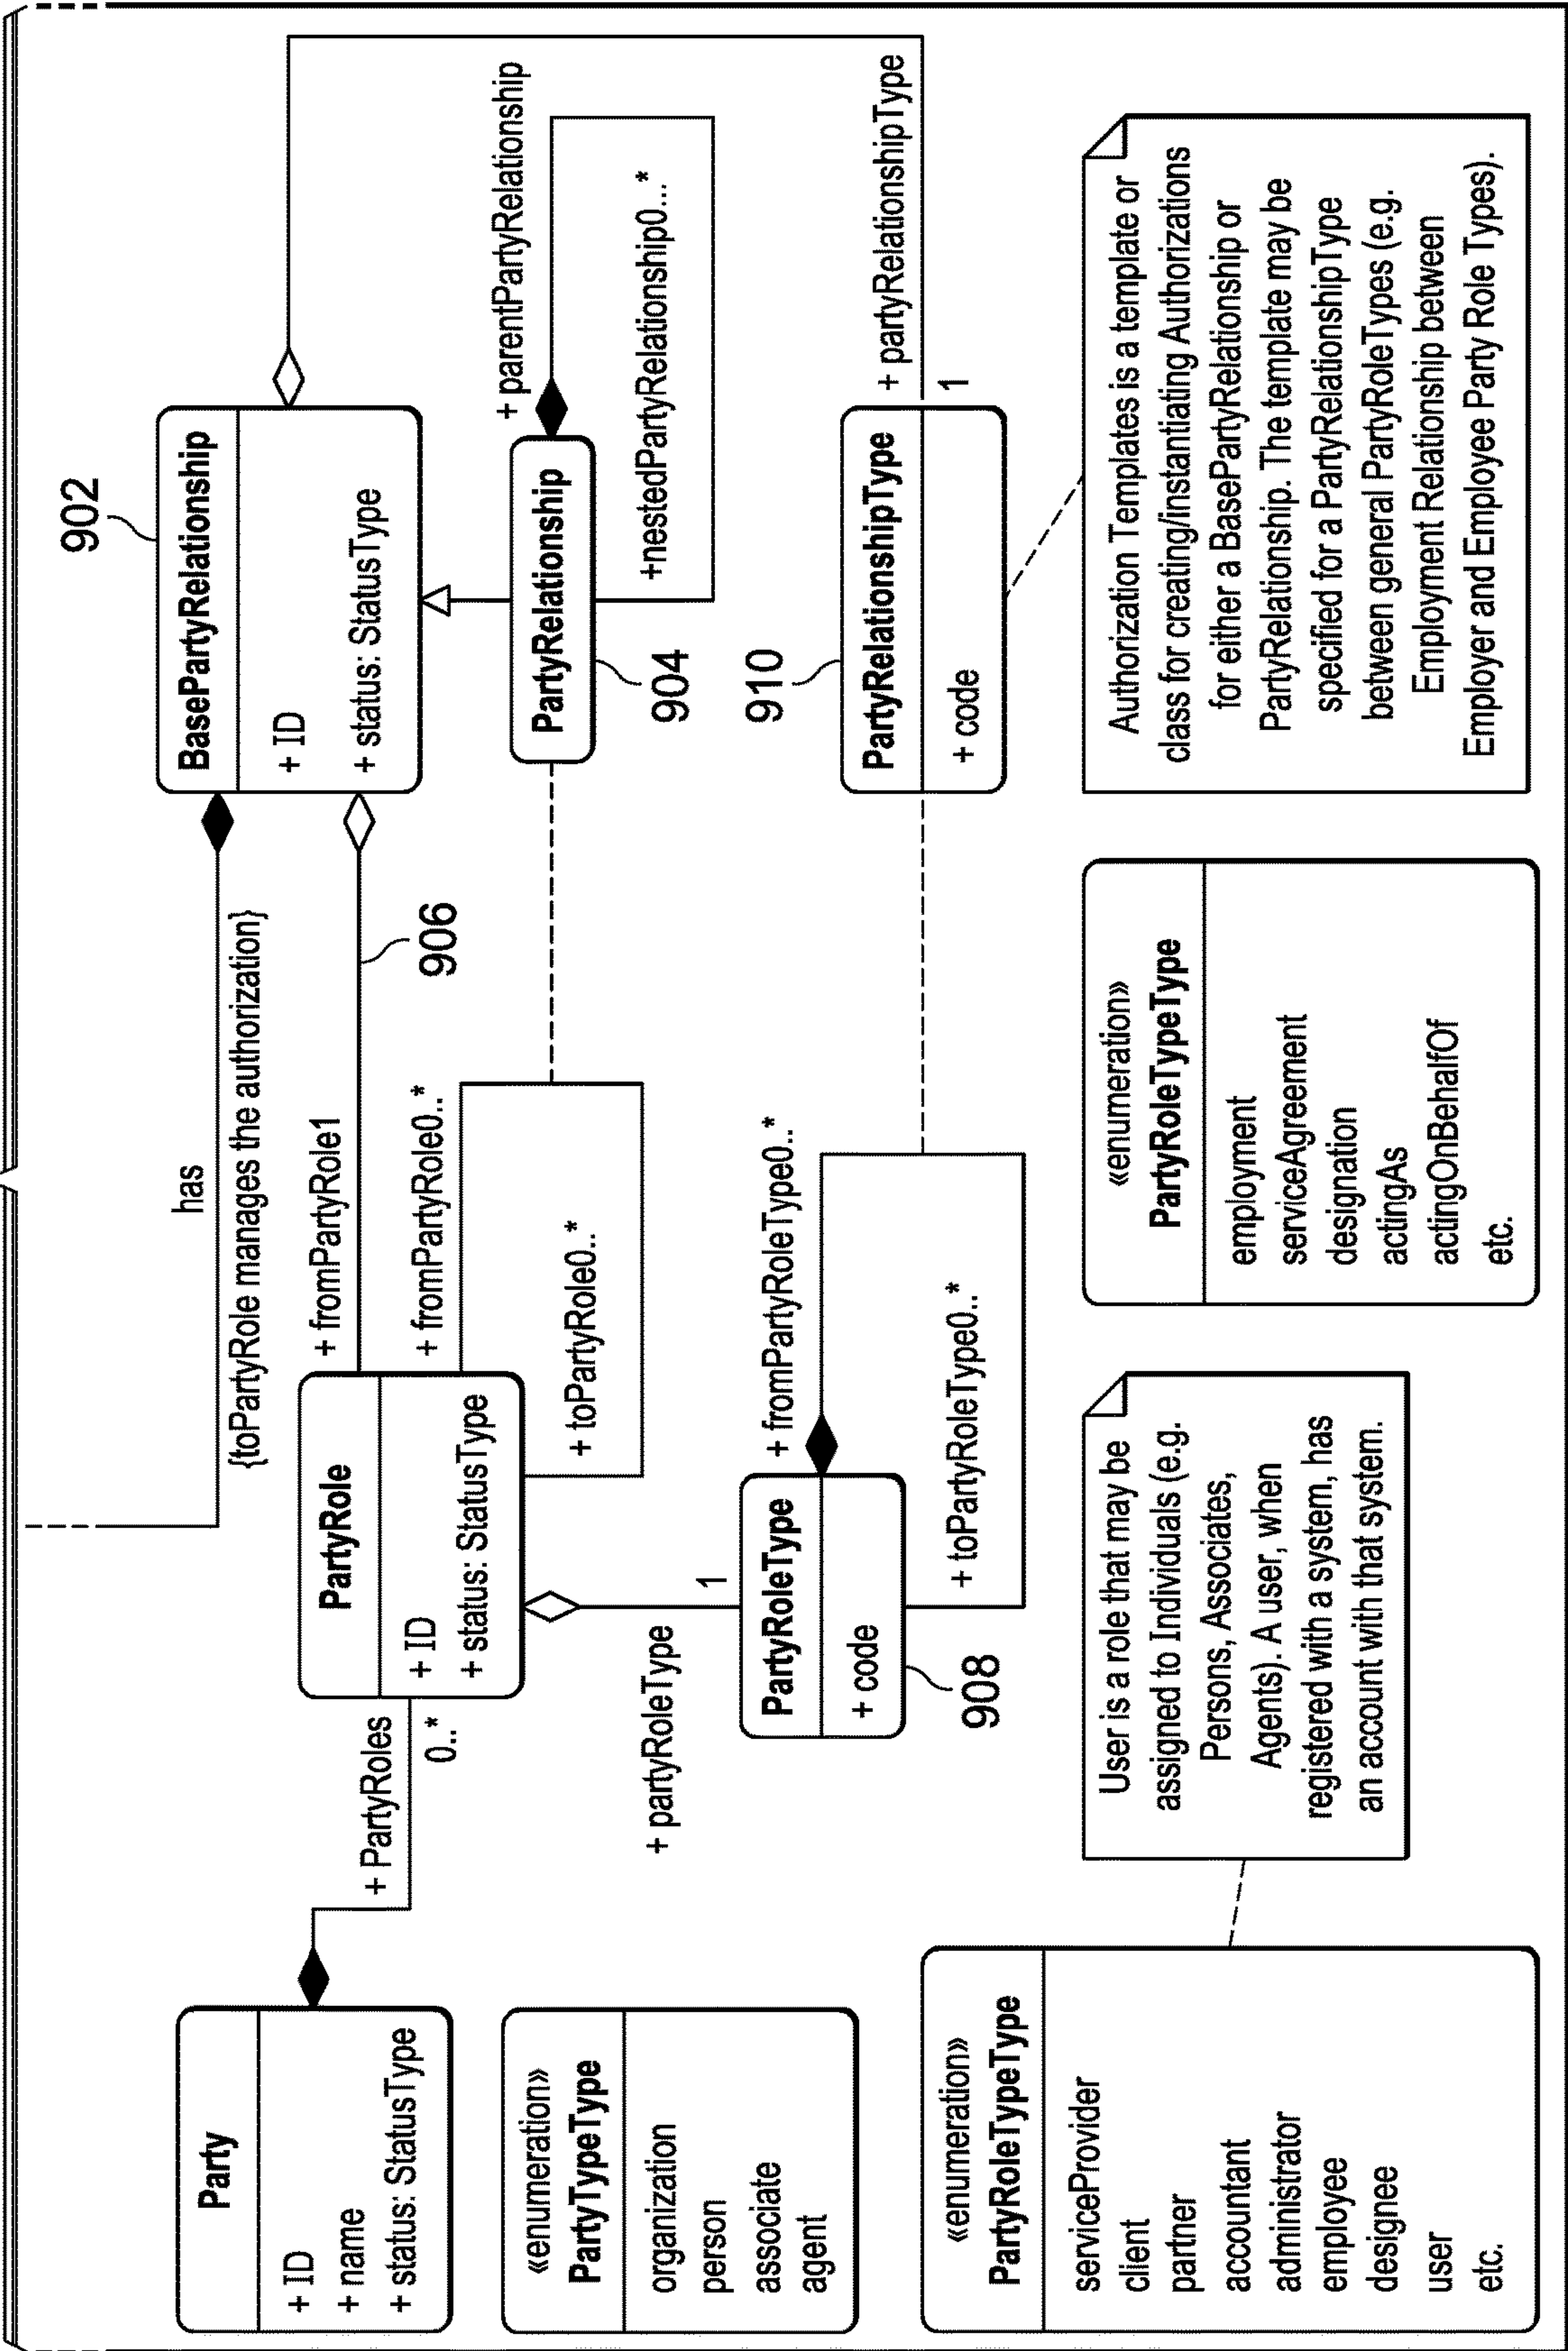 has
{toPartyRole manages the authorization}
Party
+ ID
+ name
+ status: StatusType
+ PartyRoles
0..*
PartyRole
+ ID
+ status: StatusType
+ fromPartyRole1
906
+ fromPartyRole0..*
+ toPartyRole0..*
902
BasePartyRelationship
+ ID
+ status: StatusType
PartyRelationship
904
+ parentPartyRelationship
+nestedPartyRelationship0...*
«enumeration»
PartyTypeType
organization
person
associate
agent
+ partyRoleType
1
PartyRoleType
+ code
908
+ fromPartyRoleType0..*
+ toPartyRoleType0..*
910
PartyRelationshipType
+ code
+ partyRelationshipType
1
«enumeration»
PartyRoleTypeType
serviceProvider
client
partner
accountant
administrator
employee
designee
user
etc.
User is a role that may be
assigned to Individuals (e.g.
Persons, Associates,
Agents). A user, when
registered with a system, has
an account with that system.
«enumeration»
PartyRoleTypeType
employment
serviceAgreement
designation
actingAs
actingOnBehalfOf
etc.
Authorization Templates is a template or
class for creating/instantiating Authorizations
for either a BasePartyRelationship or
PartyRelationship. The template may be
specified for a PartyRelationshipType
between general PartyRoleTypes (e.g.
Employment Relationship between
Employer and Employee Party Role Types).